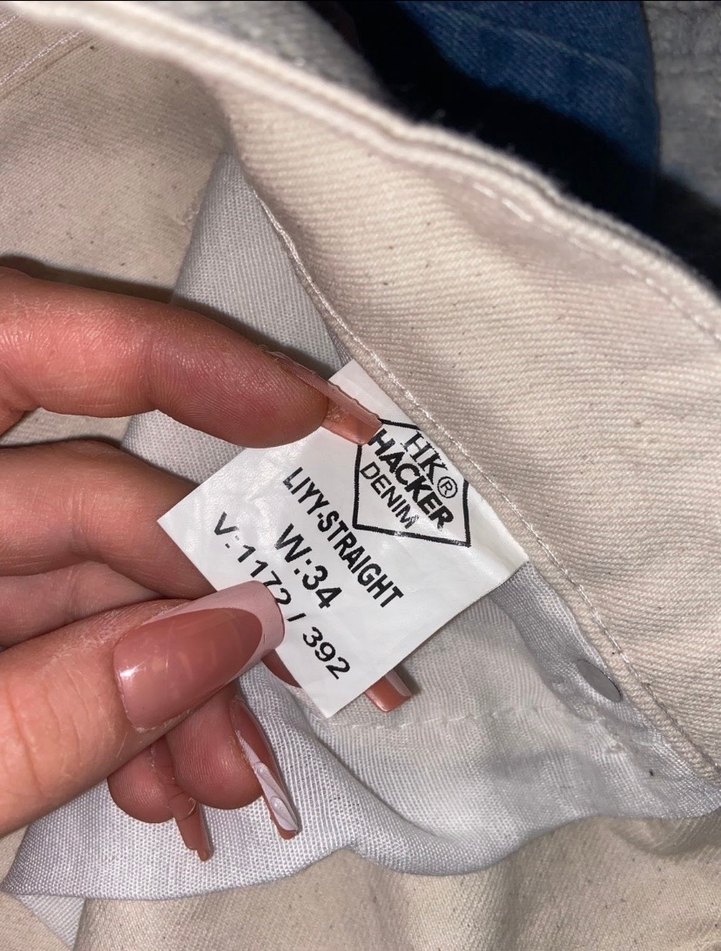 HK®
HACKER
DENIM
LIYY-STRAIGHT
W:34
V:1172 / 392